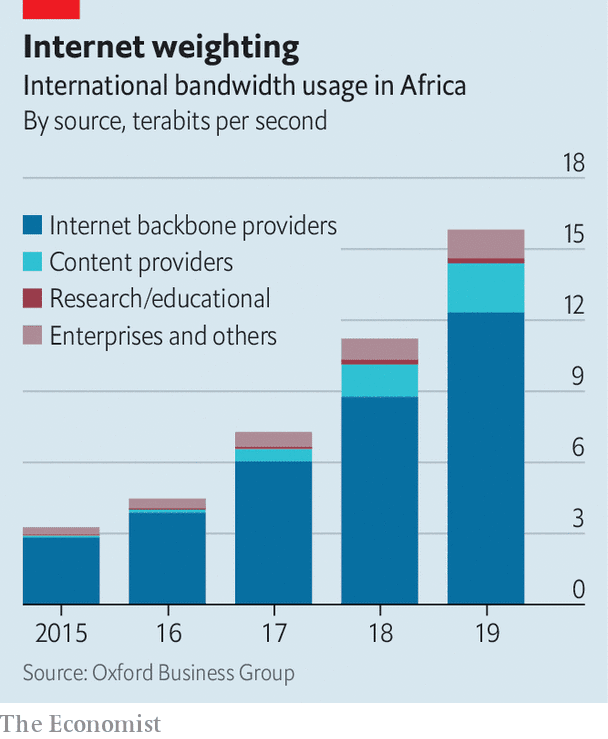 Internet weighting
International bandwidth usage in Africa
By source, terabits per second
18
Internet backbone providers
15
Content providers
Research/educational
12
Enterprises and others
9
6
3
0
2015 16 17 18 19
Source: Oxford Business Group
The Economist